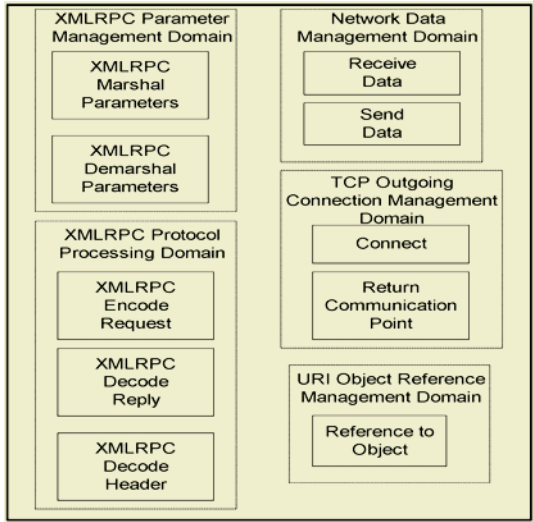 XMLRPC Parameter
Management Domain
XMLRPC
Marshal
Parameters
XMLRPC
Demarshal
Parameters
XMLRPC Protocol
Processing Domain
XMLRPC
Encode
Request
XMLRPC
Decode
Reply
XMLRPC
Decode
Header
Network Data
Management Domain
Receive
Data
Send
Data
TCP Outgoing
Connection Management
Domain
Connect
Return
Communication
Point
URI Object Reference
Management Domain
Reference to
Object